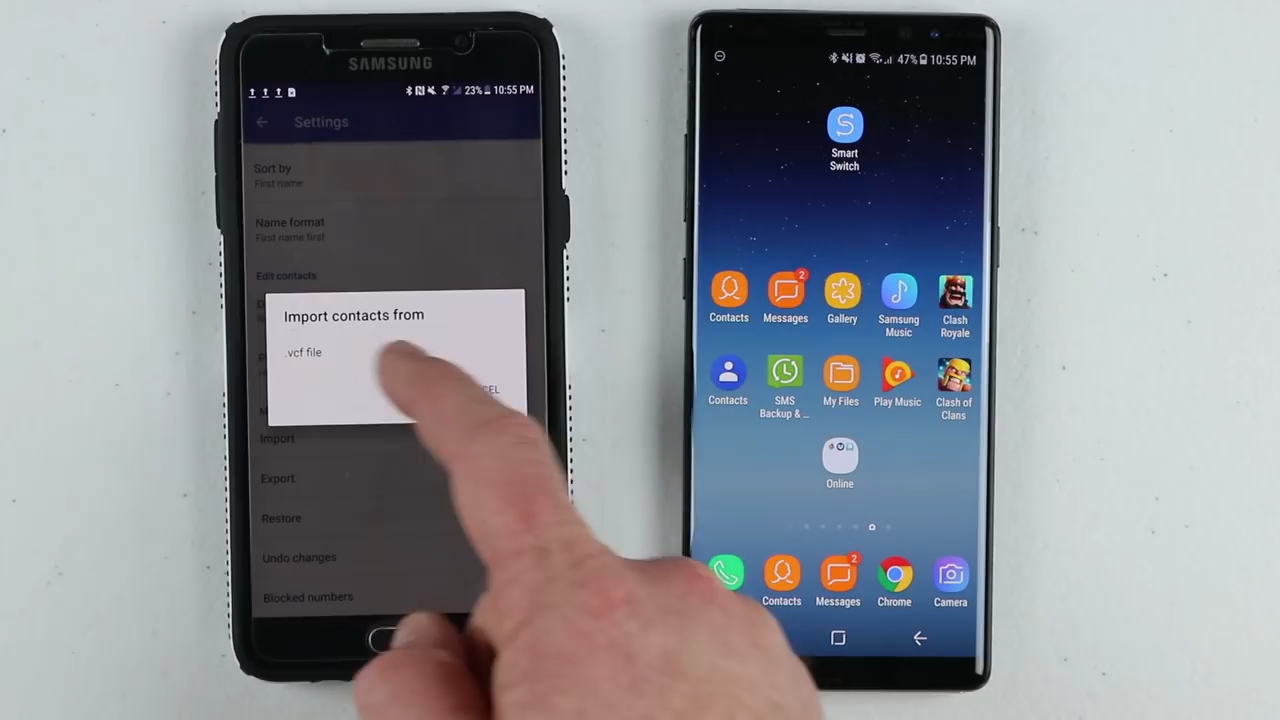 SAMSUNG
23% 10:55 PM
Settings
Sort by
First name
Name format
First name first
Edit contacts
Import contacts from
.vcf file
Import
Export
Restore
Undo changes
Blocked numbers
47% 10:55 PM
Smart
Switch
Contacts
Messages
2
Gallery
Samsung
Music
Clash
Royale
Contacts
SMS
Backup & ...
My Files
Play Music
Clash of
Clans
Online
Contacts
Messages
2
Chrome
Camera